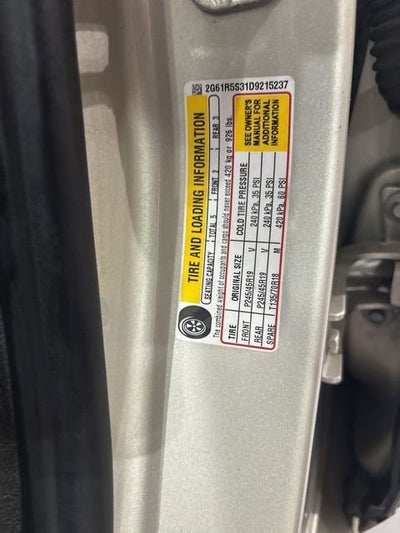 2G61R5S31D9215237
TIRE AND LOADING INFORMATION
SEATING CAPACITY TOTAL 5 FRONT 2 REAR 3
The combined weight of occupants and cargo should never exceed 420 kg or 926 lbs.
TIRE ORIGINAL SIZE COLD TIRE PRESSURE
FRONT P245/45R19 V 240 kPa, 35 PSI
REAR P245/45R19 V 240 kPa, 35 PSI
SPARE T135/70R18 M 420 kPa, 60 PSI
SEE OWNER'S
MANUAL FOR
ADDITIONAL
INFORMATION